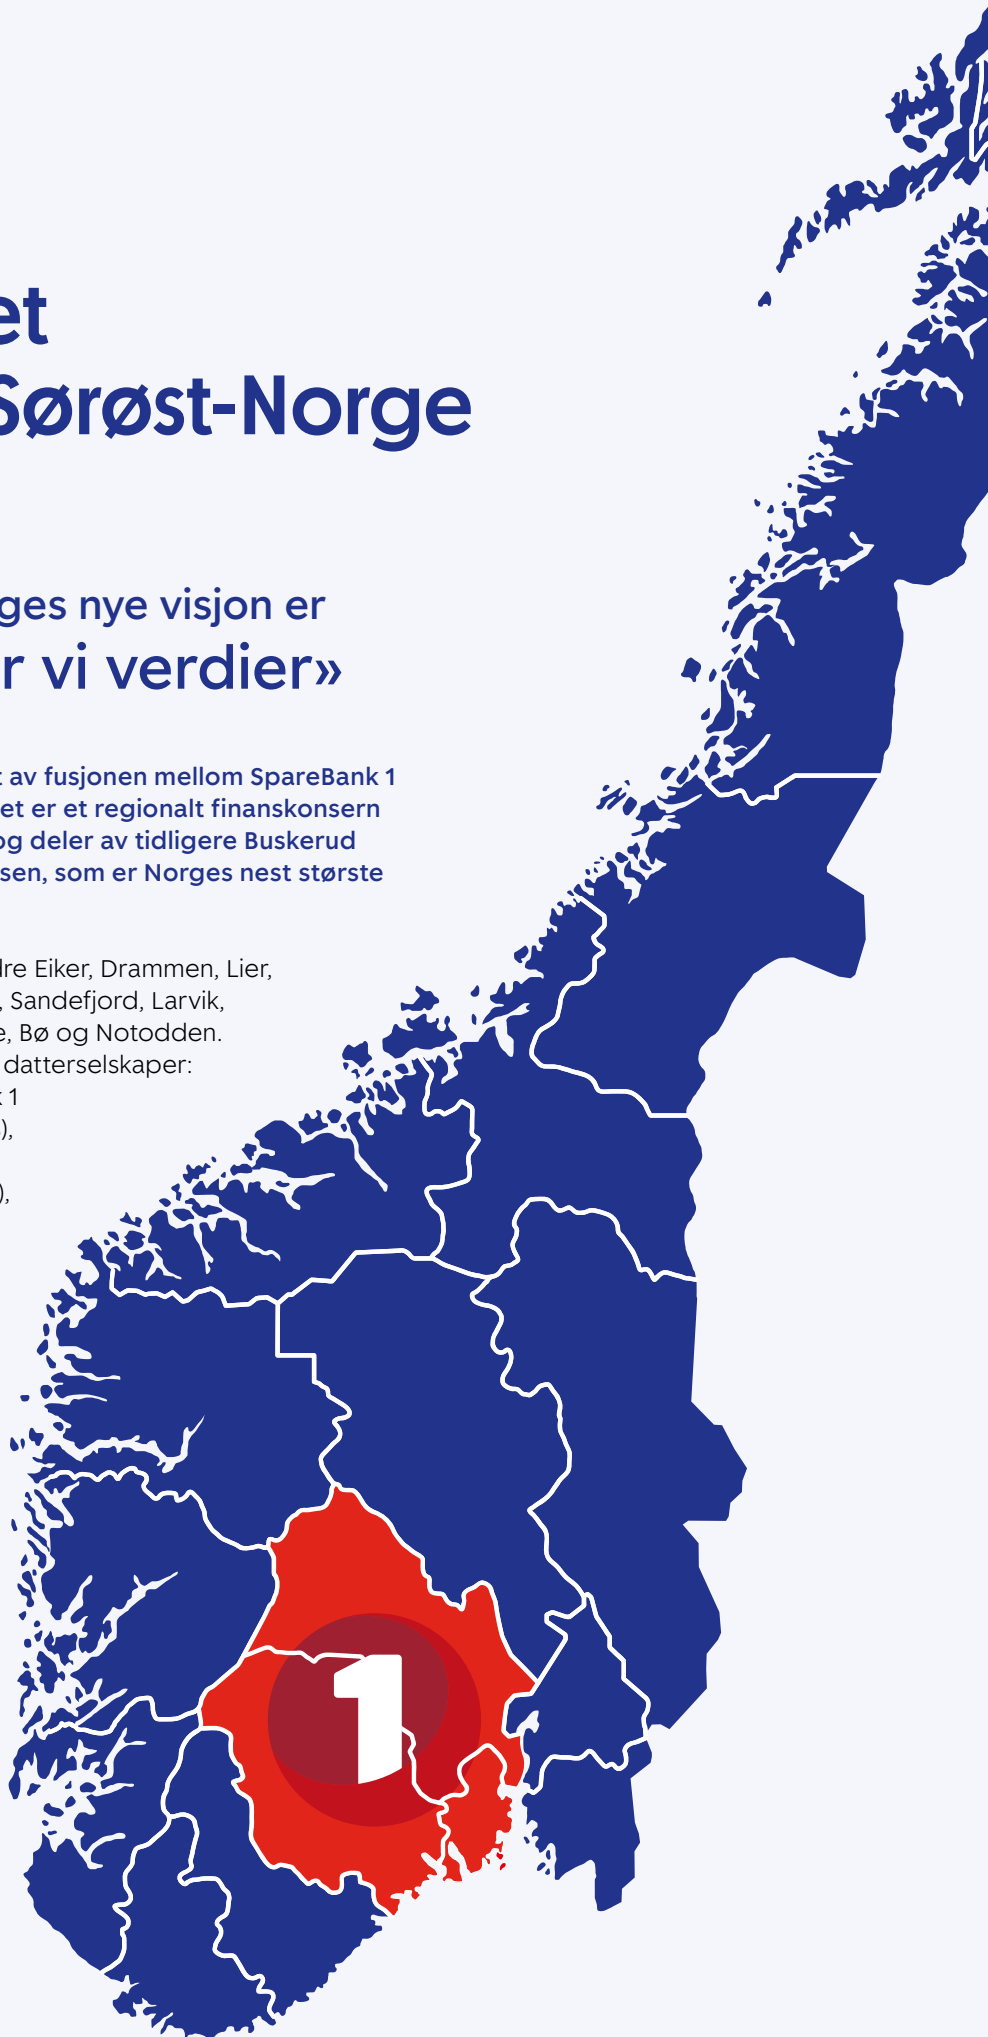 et
Sørøst-Norge
ges nye visjon er
r vi verdier»
t av fusjonen mellom SpareBank 1
et er et regionalt finanskonsern
og deler av tidligere Buskerud
sen, som er Norges nest største
dre Eiker, Drammen, Lier,
, Sandefjord, Larvik,
e, Bø og Notodden.
datterselskaper:
k 1
),
),
1